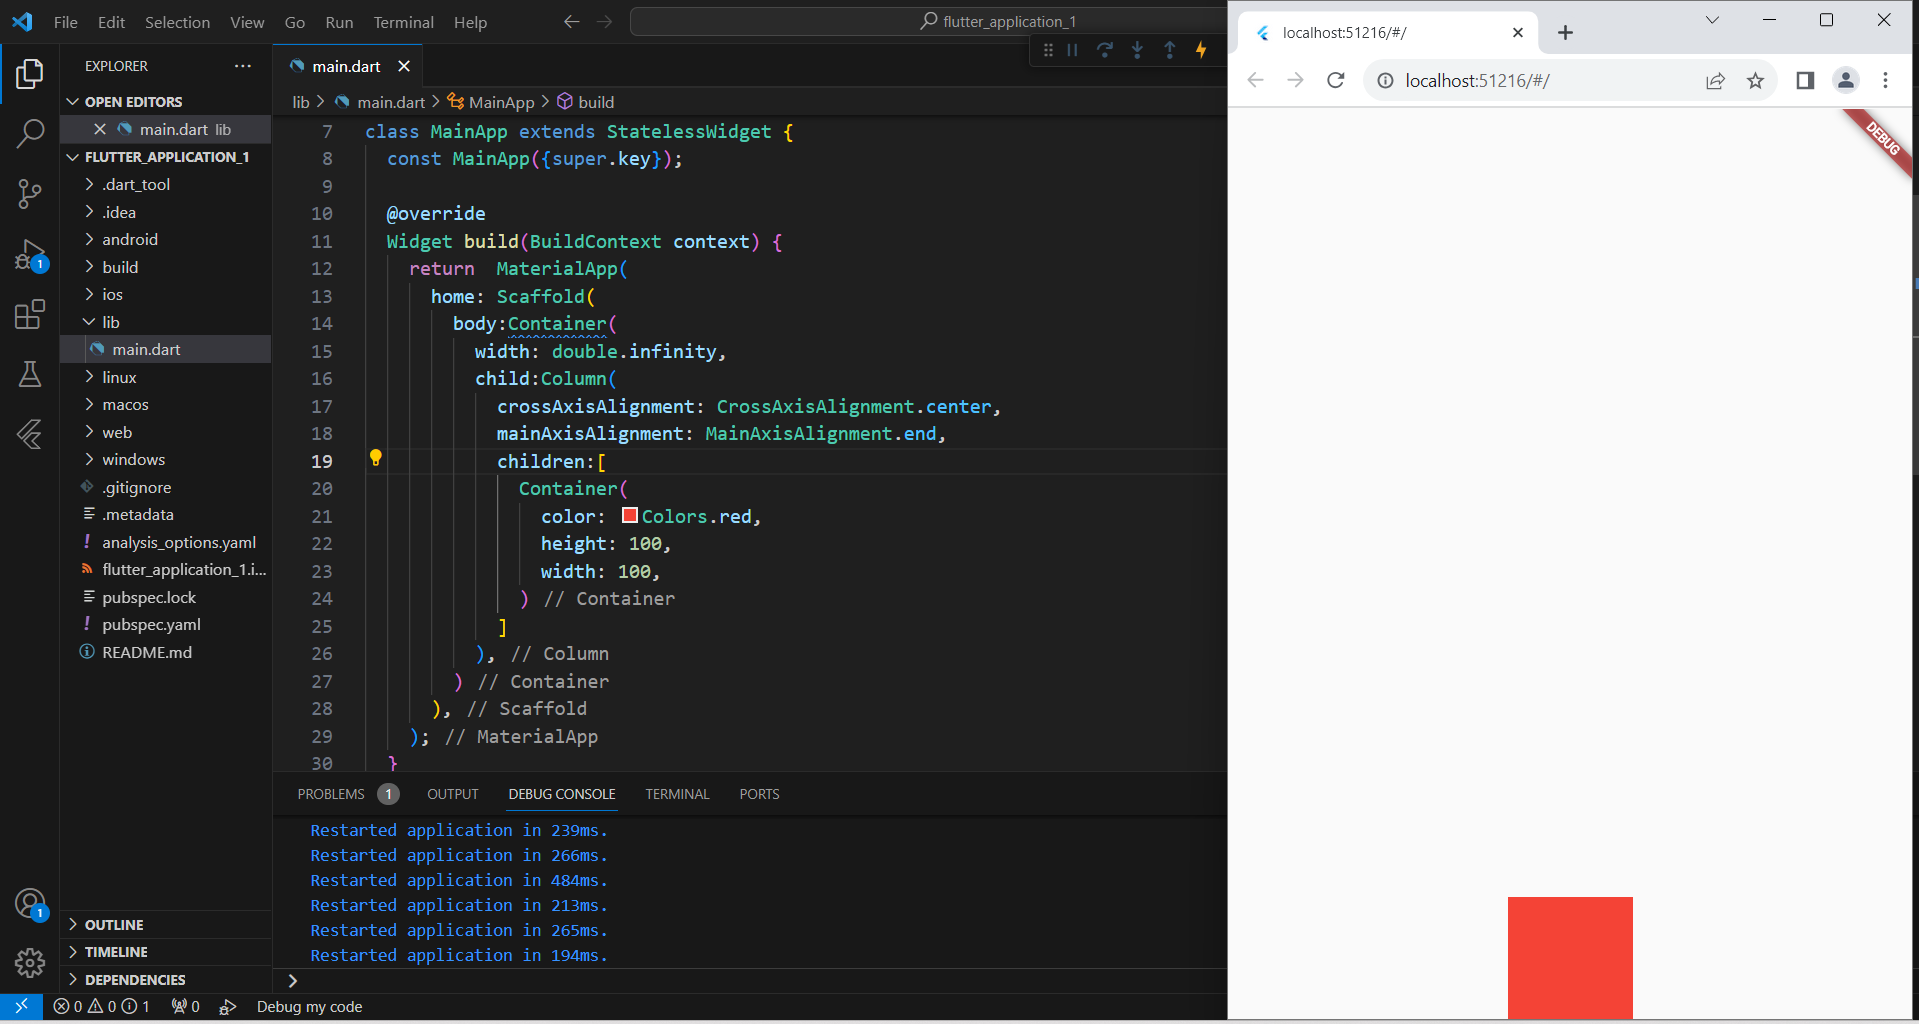 File Edit Selection View Go Run Terminal Help
flutter_application_1
EXPLORER
OPEN EDITORS
main.dart lib
FLUTTER_APPLICATION_1
.dart_tool
.idea
android
build
ios
lib
main.dart
linux
macos
web
windows
.gitignore
.metadata
analysis_options.yaml
flutter_application_1.i...
pubspec.lock
pubspec.yaml
README.md
OUTLINE
TIMELINE
DEPENDENCIES
1
1
main.dart
lib > main.dart > MainApp > build
7 class MainApp extends StatelessWidget {
8 const MainApp({super.key});
9
10 @override
11 Widget build(BuildContext context) {
12 return  MaterialApp(
13 home: Scaffold(
14 body:Container(
15 width: double.infinity,
16 child:Column(
17 crossAxisAlignment: CrossAxisAlignment.center,
18 mainAxisAlignment: MainAxisAlignment.end,
19 children:[
20 Container(
21 color: Colors.red,
22 height: 100,
23 width: 100,
24 ) // Container
25 ]
26 ), // Column
27 ) // Container
28 ), // Scaffold
29 ); // MaterialApp
30 }
PROBLEMS 1 OUTPUT DEBUG CONSOLE TERMINAL PORTS
Restarted application in 239ms.
Restarted application in 266ms.
Restarted application in 484ms.
Restarted application in 213ms.
Restarted application in 265ms.
Restarted application in 194ms.
>
0 0 1 0 Debug my code
localhost:51216/#/
localhost:51216/#/
DEBUG